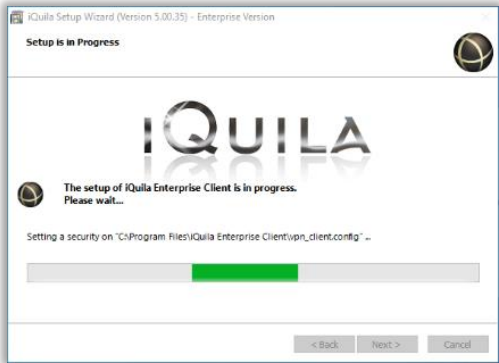 iQuila Setup Wizard (Version 5.00.35) - Enterprise Version
Setup is in Progress
iQUILA
The setup of iQuila Enterprise Client is in progress.
Please wait...
Setting a security on "C:\Program Files\iQuila Enterprise Client\vpn_client.config" ...
< Back
Next >
Cancel